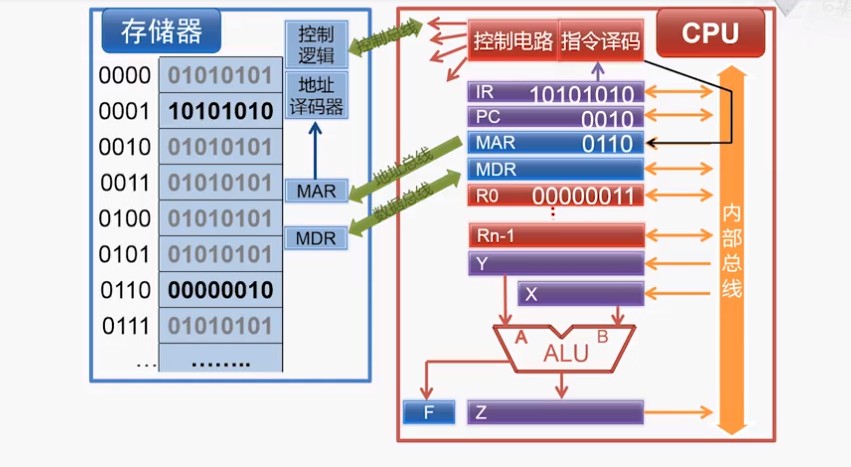 存储器
控制
逻辑
地址
译码器
0000 01010101
0001 10101010
0010 01010101
0011 01010101
0100 01010101
0101 01010101
0110 00000010
0111 01010101
... ........
MAR
MDR
控制总线
地址总线
数据总线
CPU
控制电路 指令译码
IR 10101010
PC 0010
MAR 0110
MDR
R0 00000011
Rn-1
Y
X
A B
ALU
F
Z
内部总线